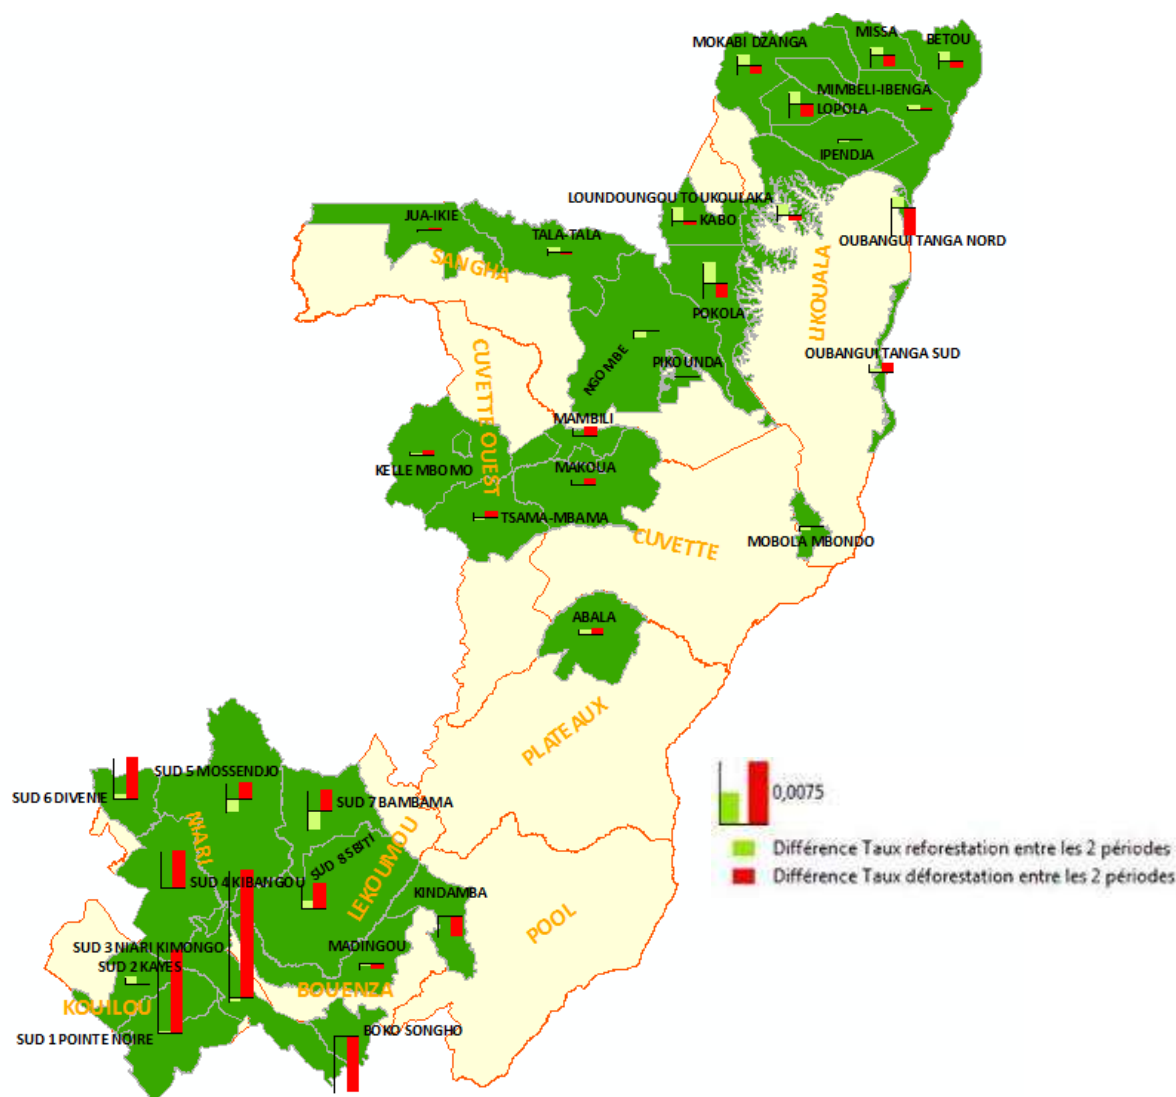 MISSA
BETOU
MOKABI DZANGA
MIMBELI-IBENGA
LOPOLA
IPENDJA
LOUNDOUNGOU TOUKOULAKA
JUA-IKIE
KABO
TALA-TALA
OUBANGUI TANGA NORD
SANGHA
LIKOUALA
POKOLA
OUBANGUI TANGA SUD
NGOMBE
PIKOUNDA
CUVETTE OUEST
MAMBILI
KELLE MBOMO
MAKOUA
TSAMA-MBAMA
MOBOLA MBONDO
CUVETTE
ABALA
PLATEAUX
SUD 5 MOSSENDJO
SUD 6 DIVENIE
SUD 7 BAMBAMA
0,0075
NIARI
SUD 8 SBITI
Différence Taux reforestation entre les 2 périodes
Différence Taux déforestation entre les 2 périodes
SUD 4 KIBANGOU
LEKOUMOU
KINDAMBA
POOL
SUD 3 NIARI KIMONGO
MADINGOU
SUD 2 KAYES
BOUENZA
KOUILOU
BOKO SONGHO
SUD 1 POINTE NOIRE